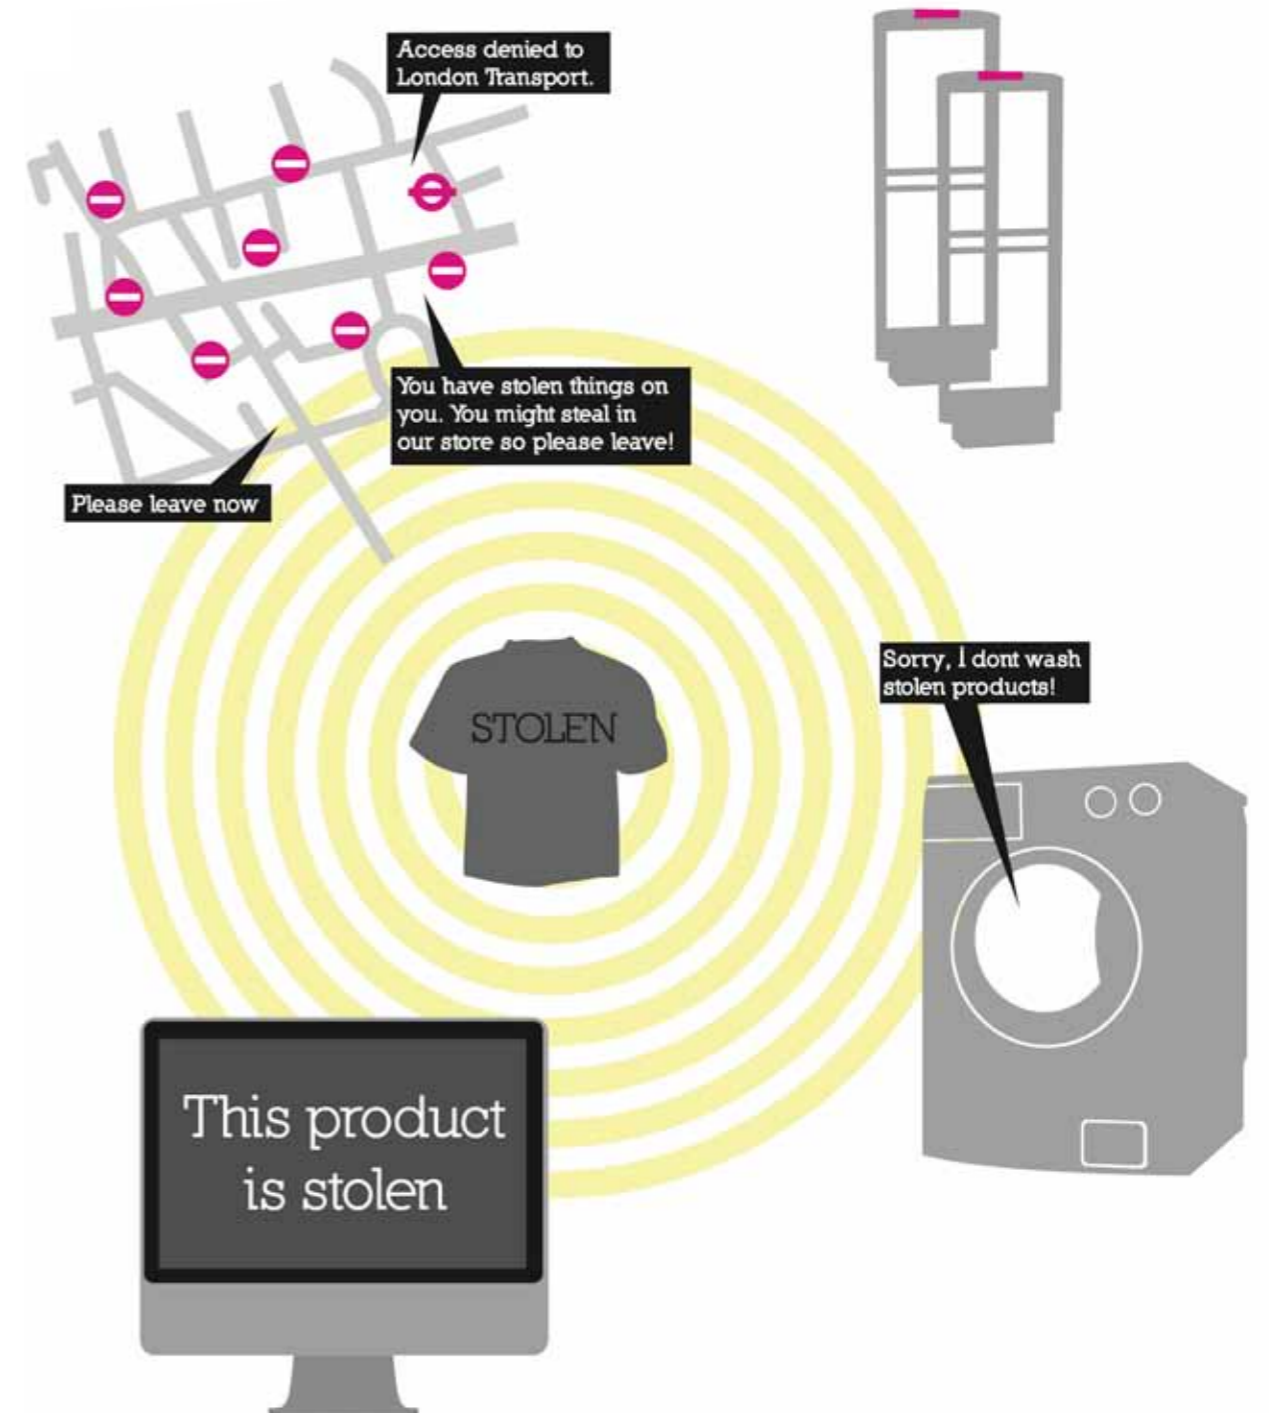 Access denied to
London Transport.
You have stolen things on
you. You might steal in
our store so please leave!
Please leave now
STOLEN
Sorry, I dont wash
stolen products!
This product
is stolen